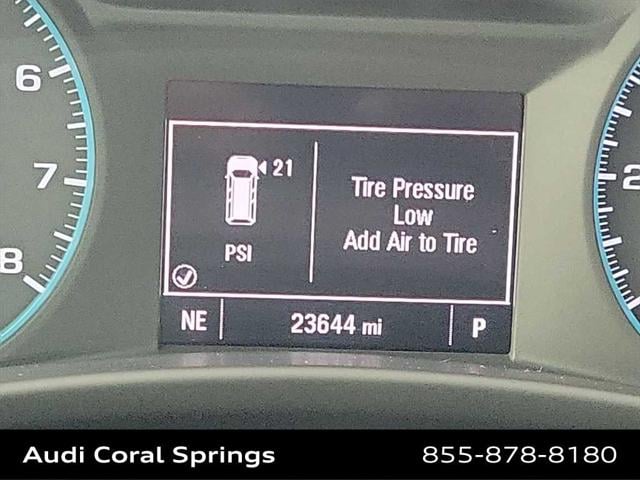 6
7
8
21
PSI
Tire Pressure
Low
Add Air to Tire
NE 23644 mi P
2
Audi Coral Springs 855-878-8180